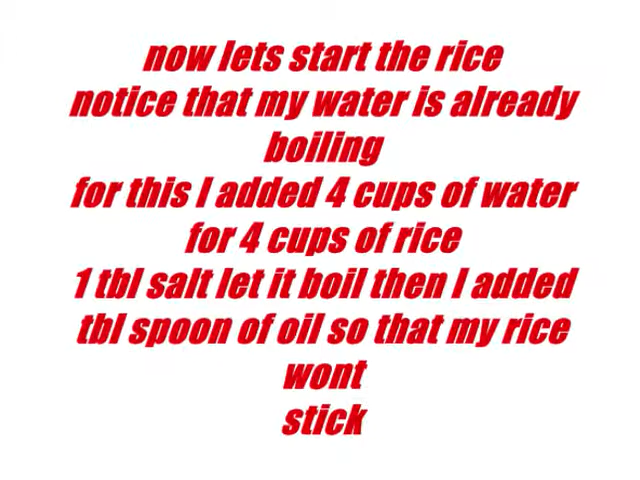 now lets start the rice
notice that my water is already
boiling
for this I added 4 cups of water
for 4 cups of rice
1 tbl salt let it boil then I added
tbl spoon of oil so that my rice
wont
stick